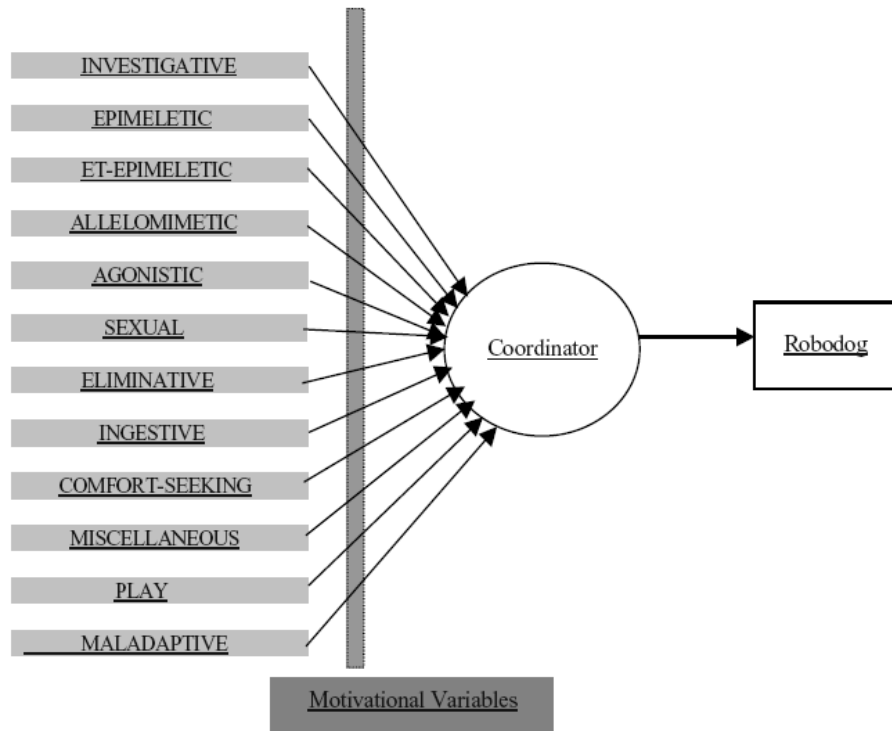 INVESTIGATIVE
EPIMELETIC
ET-EPIMELETIC
ALLELOMIMETIC
AGONISTIC
SEXUAL
ELIMINATIVE
INGESTIVE
COMFORT-SEEKING
MISCELLANEOUS
PLAY
MALADAPTIVE
Coordinator
Robodog
Motivational Variables